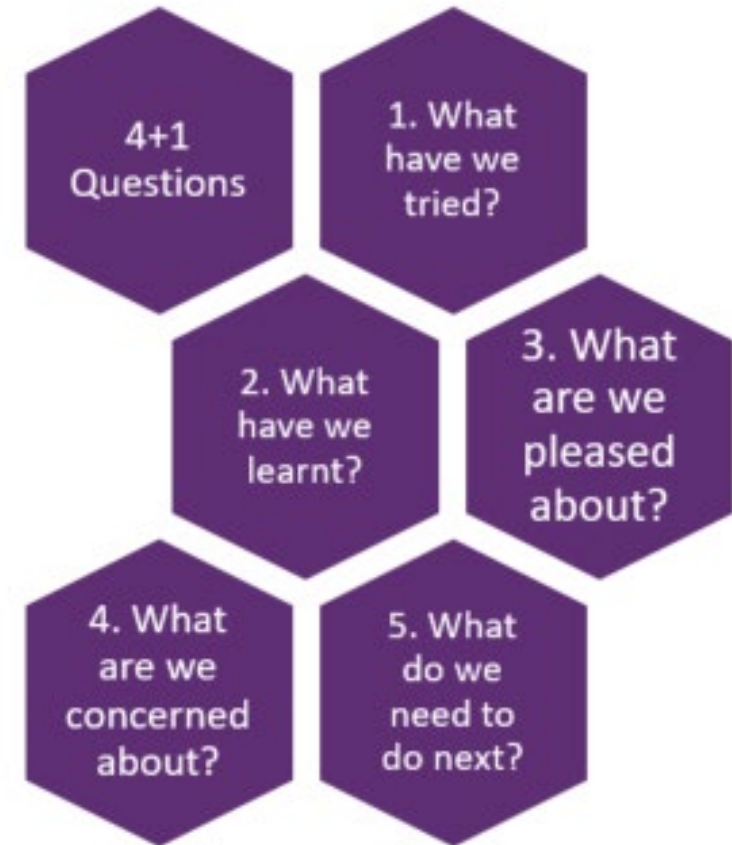 4+1
Questions
1. What
have we
tried?
2. What
have we
learnt?
3. What
are we
pleased
about?
4. What
are we
concerned
about?
5. What
do we
need to
do next?